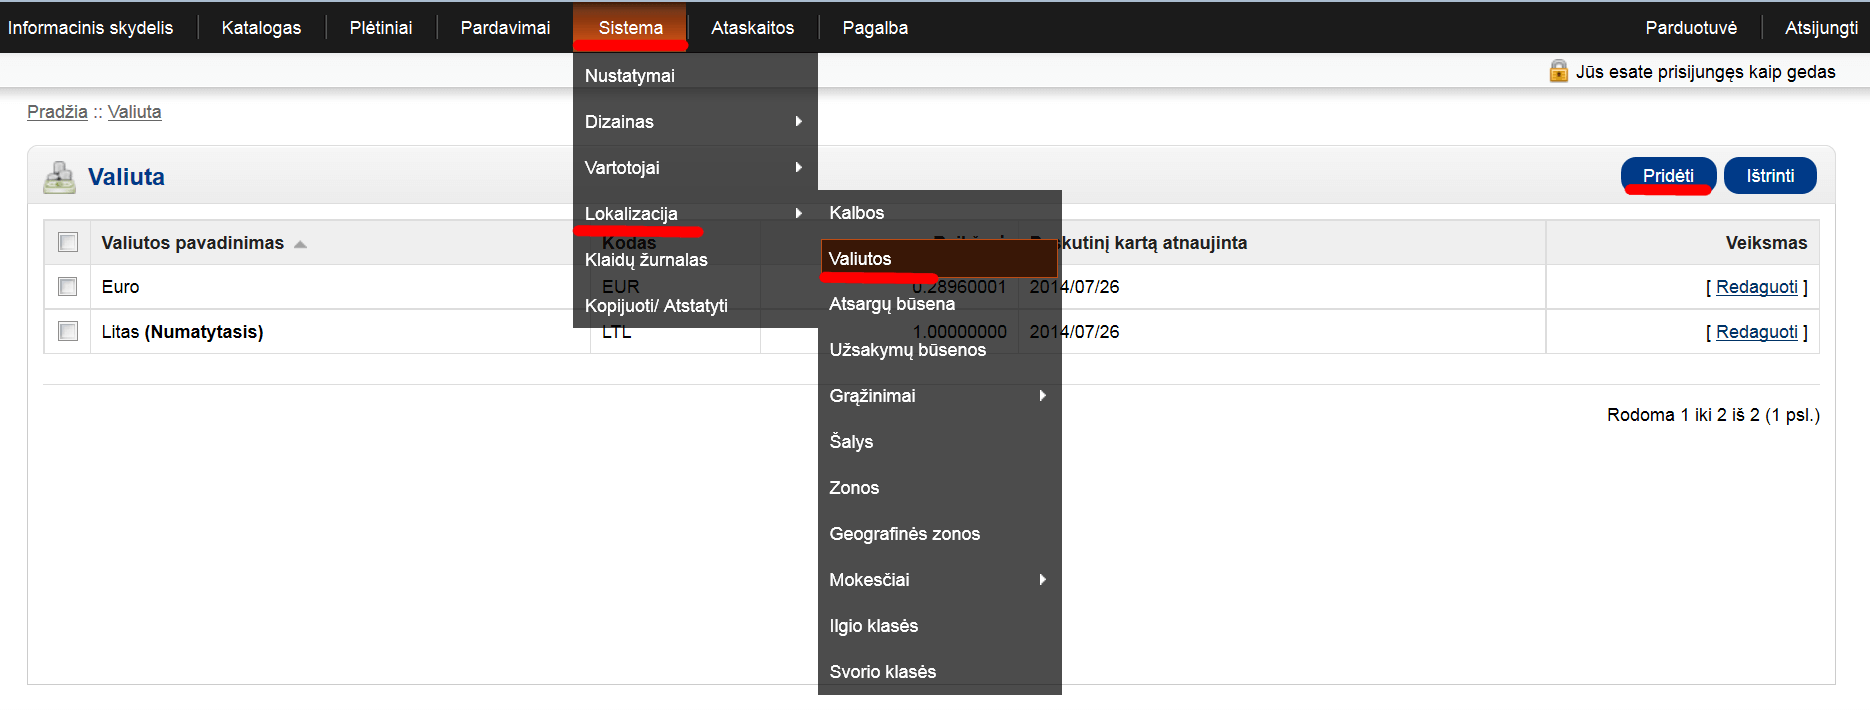 Informacinis skydelis Katalogas Plėtiniai Pardavimai Sistema Ataskaitos Pagalba Parduotuvė Atsijungti
Jūs esate prisijungęs kaip gedas
Pradžia :: Valiuta
Valiuta
Pridėti Ištrinti
Nustatymai
Dizainas
Vartotojai
Lokalizacija
Klaidų žurnalas
Kopijuoti/ Atstatyti
Kalbos
Valiutos
Atsargų būsena
Užsakymų būsenos
Grąžinimai
Šalys
Zonos
Geografinės zonos
Mokesčiai
Ilgio klasės
Svorio klasės
Valiutos pavadinimas Kodas kartą atnaujinta Veiksmas
Euro EUR 0.28960001 2014/07/26 [ Redaguoti ]
Litas (Numatytasis) LTL 1.00000000 2014/07/26 [ Redaguoti ]
Rodoma 1 iki 2 iš 2 (1 psl.)